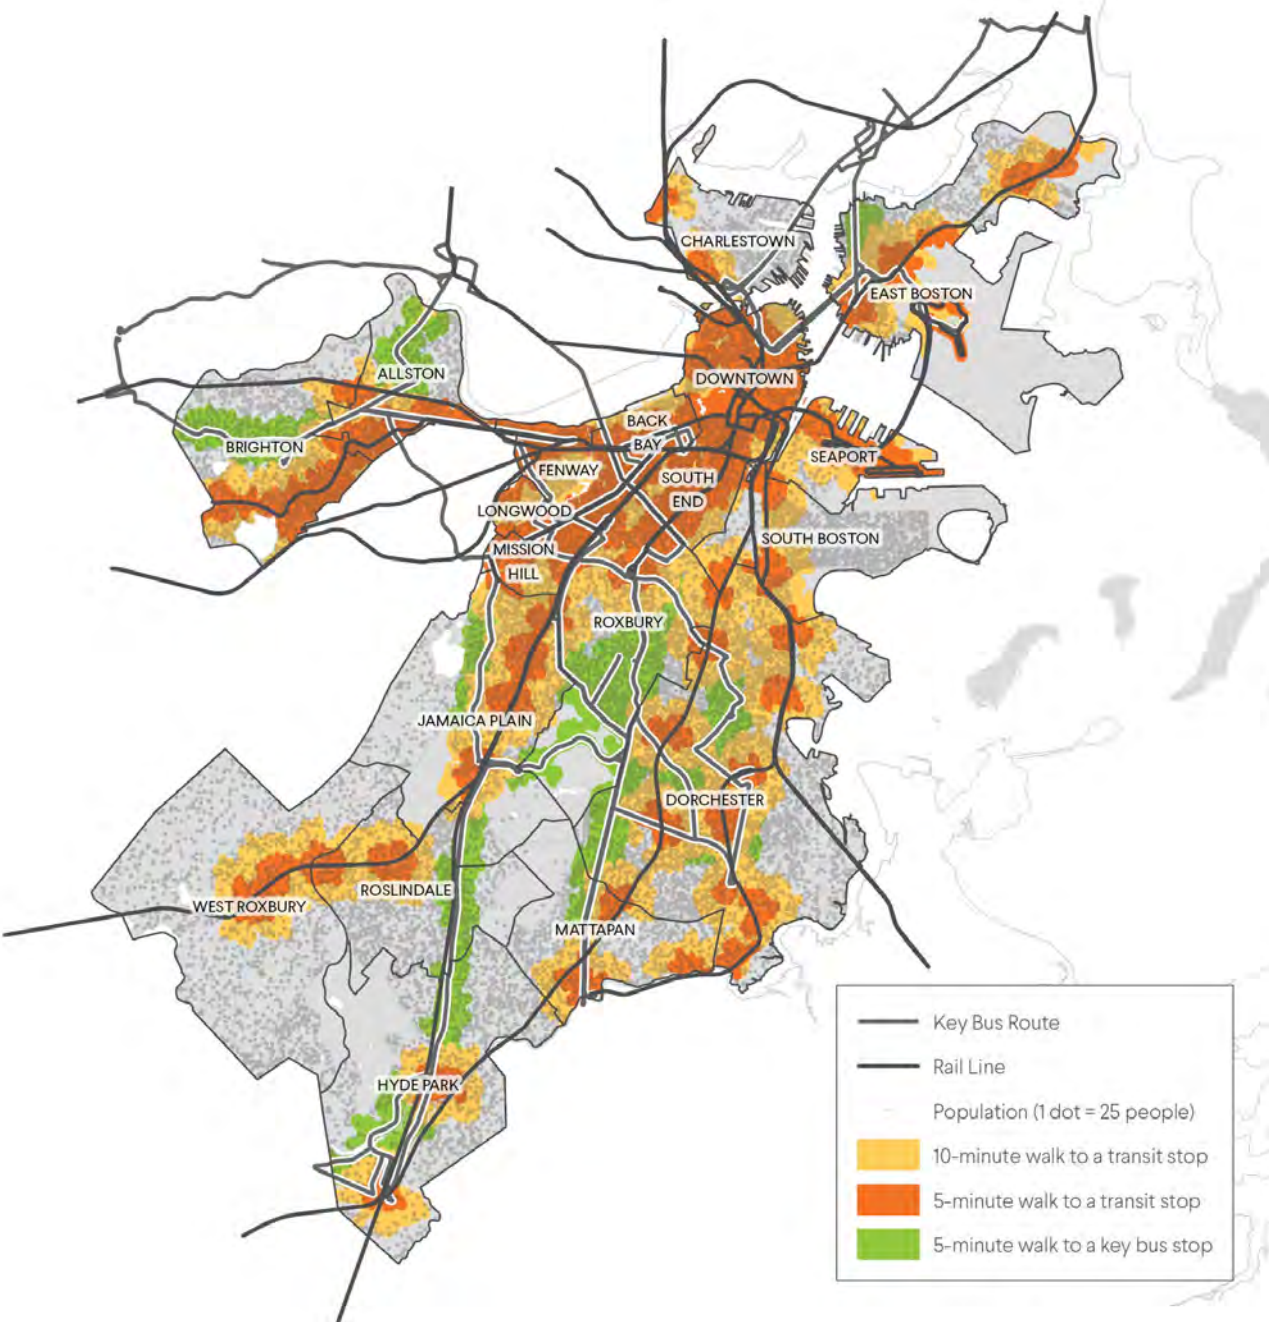 CHARLESTOWN
EAST BOSTON
ALLSTON
DOWNTOWN
BACK
BAY
BRIGHTON
SEAPORT
FENWAY
SOUTH
END
LONGWOOD
SOUTH BOSTON
MISSION
HILL
ROXBURY
JAMAICA PLAIN
DORCHESTER
ROSLINDALE
WEST ROXBURY
MATTAPAN
HYDE PARK
Key Bus Route
Rail Line
Population (1 dot = 25 people)
10-minute walk to a transit stop
5-minute walk to a transit stop
5-minute walk to a key bus stop